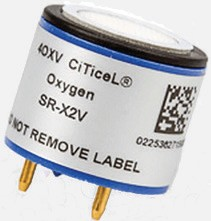 4OXV CiTiceL®
Oxygen
SR-X2V
DO NOT REMOVE LABEL